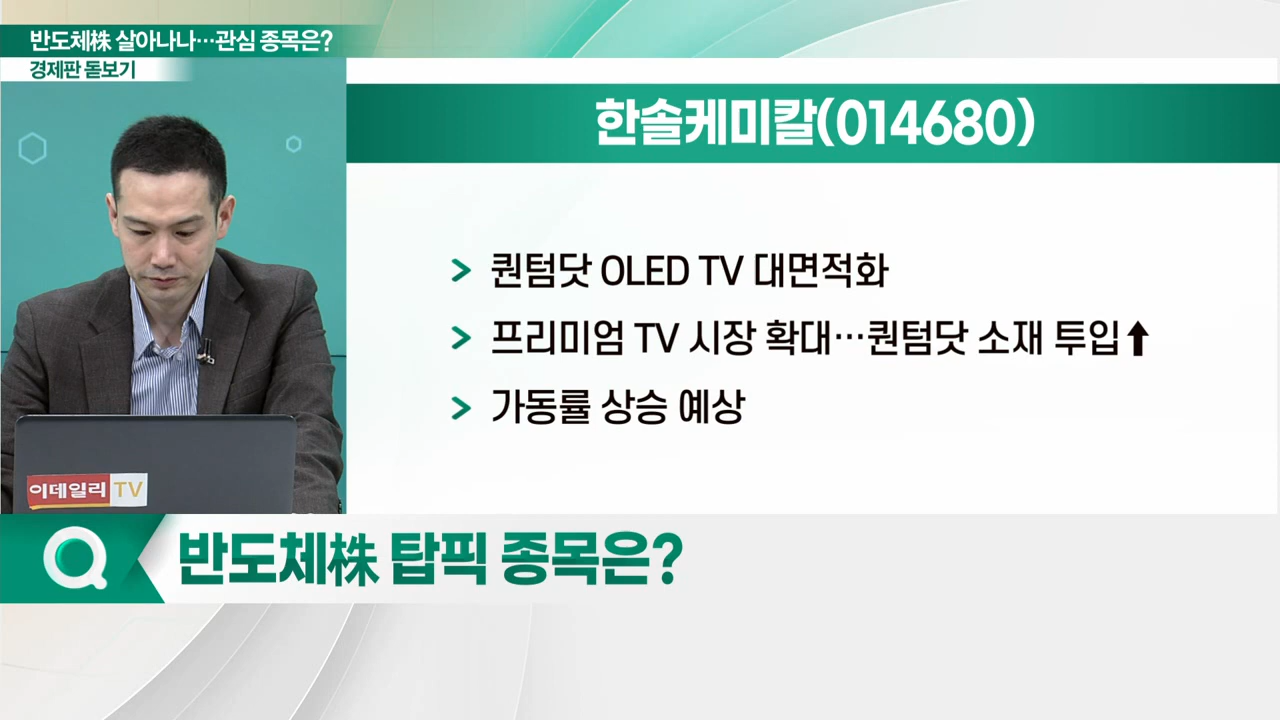 반도체株 살아나나…관심 종목은?
경제판 돋보기
한솔케미칼(014680)
> 퀀텀닷 OLED TV 대면적화
> 프리미엄 TV 시장 확대…퀀텀닷 소재 투입⬆
> 가동률 상승 예상
이데일리 TV
Q 반도체株 탑픽 종목은?